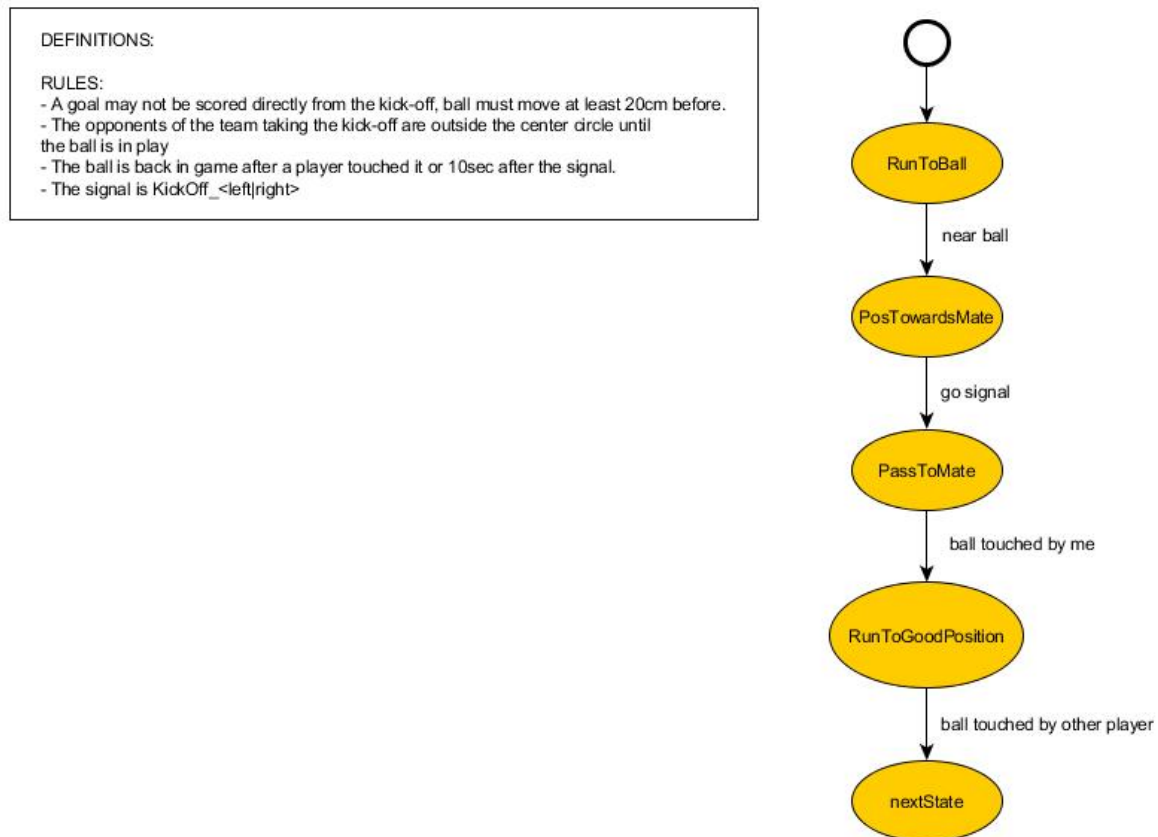 DEFINITIONS:
RULES:
- A goal may not be scored directly from the kick-off, ball must move at least 20cm before.
- The opponents of the team taking the kick-off are outside the center circle until
the ball is in play
- The ball is back in game after a player touched it or 10sec after the signal.
- The signal is KickOff_<left|right>
RunToBall
near ball
PosTowardsMate
go signal
PassToMate
ball touched by me
RunToGoodPosition
ball touched by other player
nextState